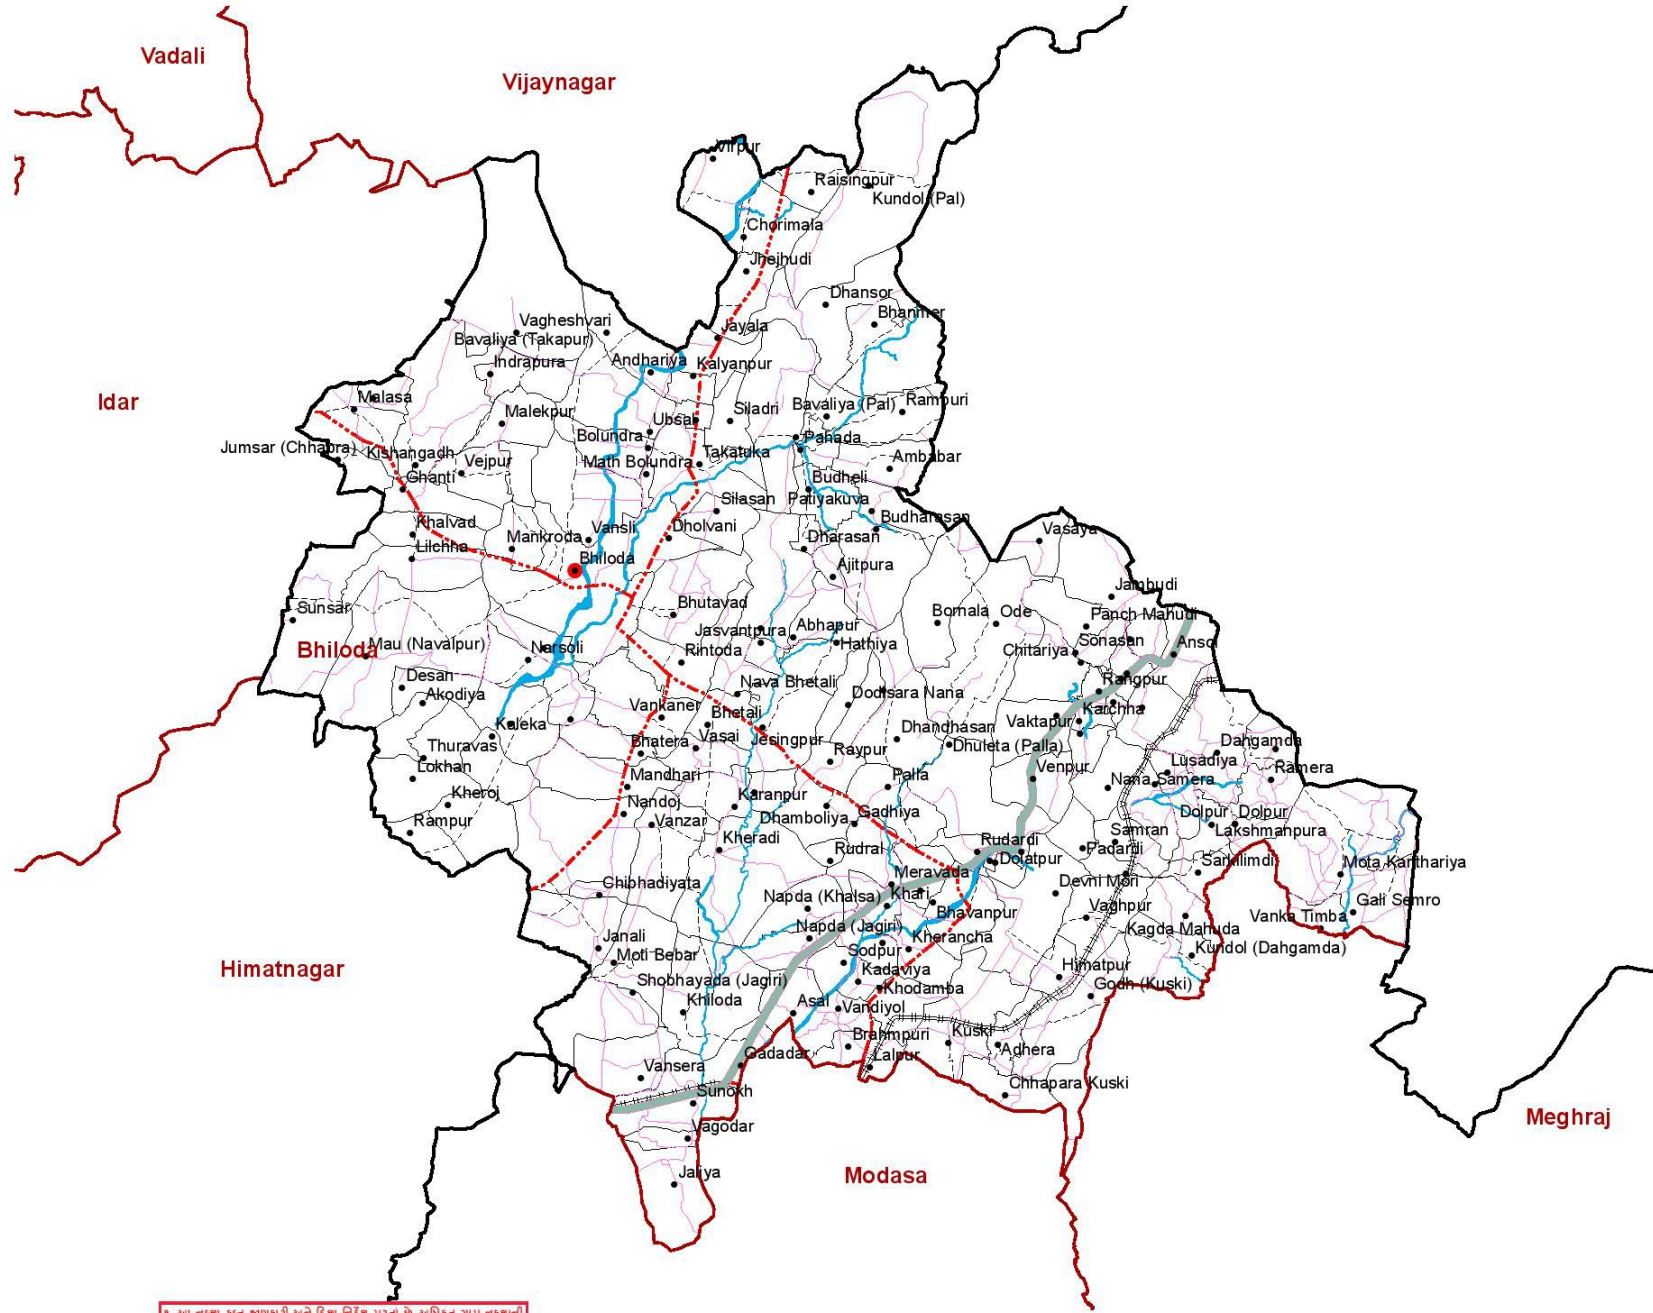 Vadali
Vijaynagar
Virpur
Raisingpur
Kundol (Pal)
Chorimala
Jhejhudi
Dhansor
Bhanmer
Vagheshvari
Jayala
Bavaliya (Takapur)
Indrapura
Andhariya
Kalyanpur
Idar
Malasa
Malekpur
Ubsal
Siladri
Bavaliya (Pal)
Rampuri
Bolundra
Pahada
Jumsar (Chhapra)
Kishangadh
Vejpur
Math Bolundra
Takatuka
Ambabar
Ghanti
Budheli
Silasan
Patiyakuva
Khalvad
Mankroda
Vansli
Dholvani
Budharasan
Vasaya
Lilchha
Dharasan
Bhiloda
Ajitpura
Jambudi
Sunsar
Bhutavad
Bornala
Ode
Panch Mahudi
Jasvantpura
Abhapur
Bhiloda
Mau (Navalpur)
Narsoli
Rintoda
Hathiya
Chitariya
Sonasan
Ansol
Desan
Akodiya
Nava Bhetali
Dodisara Nana
Rangpur
Vankaner
Bhetali
Karchha
Kaleka
Vaktapur
Thuravas
Bhatera
Vasai
Jesingpur
Raypur
Dhandhasan
Dhuleta (Palla)
Dahgamda
Lokhan
Mandhari
Palla
Venpur
Lusadiya
Nana Samera
Ramera
Kheroj
Nandoj
Karanpur
Rampur
Vanzar
Dhamboliya
Gadhiya
Dolpur
Dolpur
Kheradi
Rudral
Rudardi
Samran
Lakshmanpura
Dolatpur
Padardi
Sarkilimdi
Mota Kanthariya
Chibhadiyata
Meravada
Devni Mori
Napda (Khalsa)
Khari
Bhavanpur
Vaghpur
Vanka Timba
Gali Semro
Janali
Napda (Jagiri)
Kherancha
Kagda Mahuda
Moti Bebar
Sodpur
Kundol (Dahgamda)
Himatnagar
Shobhayada (Jagiri)
Kadaviya
Himatpur
Khiloda
Khodamba
Godh (Kuski)
Asal
Vandiyol
Brahmpuri
Kuski
Gadadar
Lalpur
Adhera
Vansera
Sunokh
Chhapara Kuski
Vagodar
Meghraj
Jaliya
Modasa